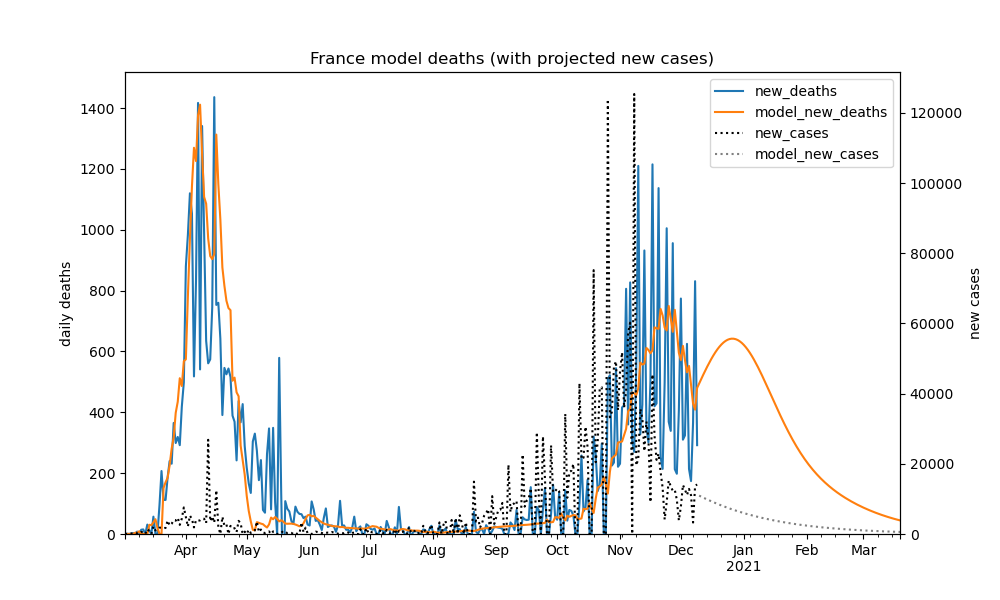 France model deaths (with projected new cases)
new_deaths
model_new_deaths
new_cases
model_new_cases
daily deaths
1400
1200
1000
800
600
400
200
0
120000
100000
80000
60000
40000
20000
0
new cases
Apr May Jun Jul Aug Sep Oct Nov Dec Jan Feb Mar
2021